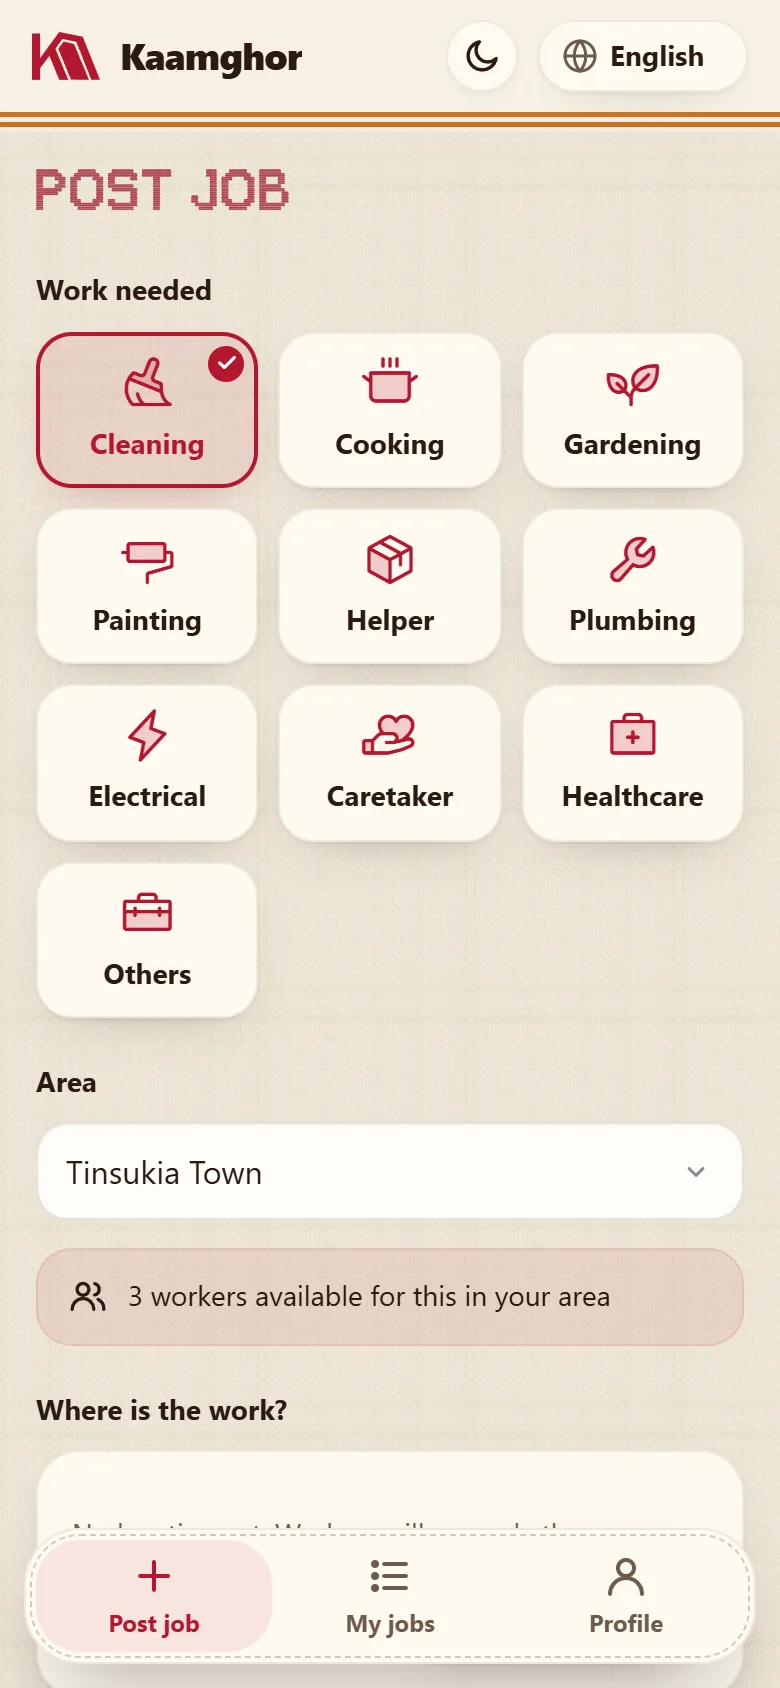 Kaamghor
English
POST JOB
Work needed
Cleaning
Cooking
Gardening
Painting
Helper
Plumbing
Electrical
Caretaker
Healthcare
Others
Area
Tinsukia Town
3 workers available for this in your area
Where is the work?
Post job
My jobs
Profile